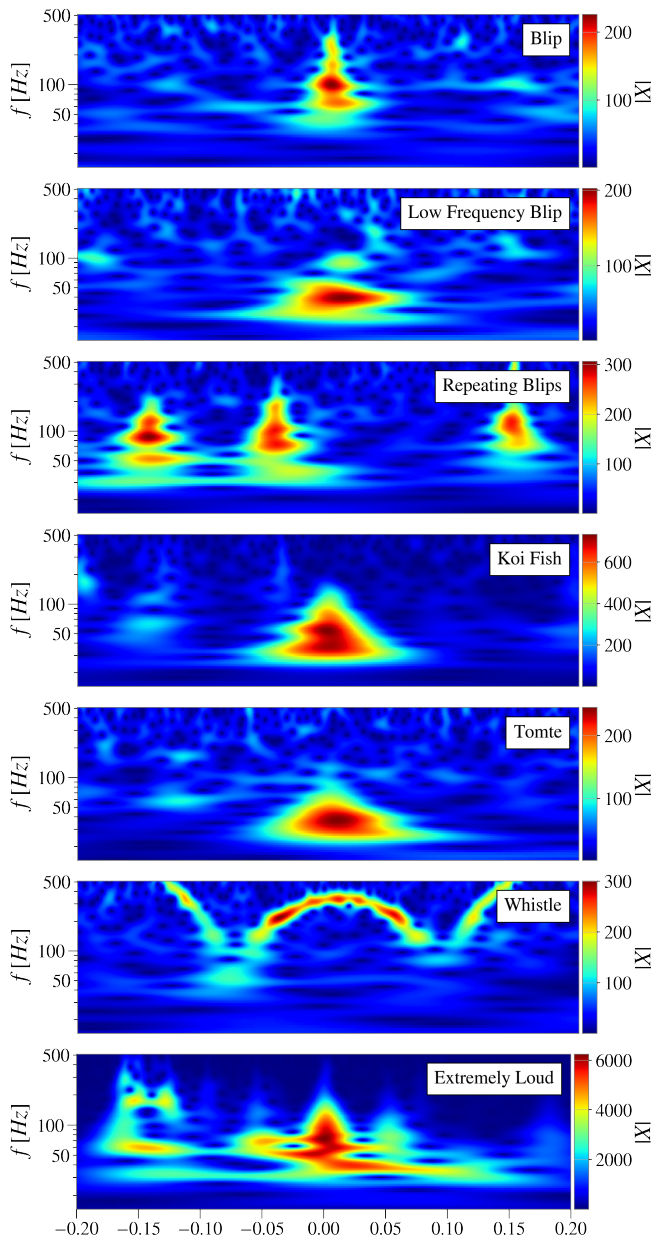 500
100
50
f [Hz]
Blip
200
100
|X|
500
100
50
f [Hz]
Low Frequency Blip
200
100
|X|
500
100
50
f [Hz]
Repeating Blips
300
200
100
|X|
500
100
50
f [Hz]
Koi Fish
600
400
200
|X|
500
100
50
f [Hz]
Tomte
200
100
|X|
500
100
50
f [Hz]
Whistle
300
200
100
|X|
500
100
50
f [Hz]
Extremely Loud
6000
4000
2000
|X|
−0.20 −0.15 −0.10 −0.05 0.00 0.05 0.10 0.15 0.20